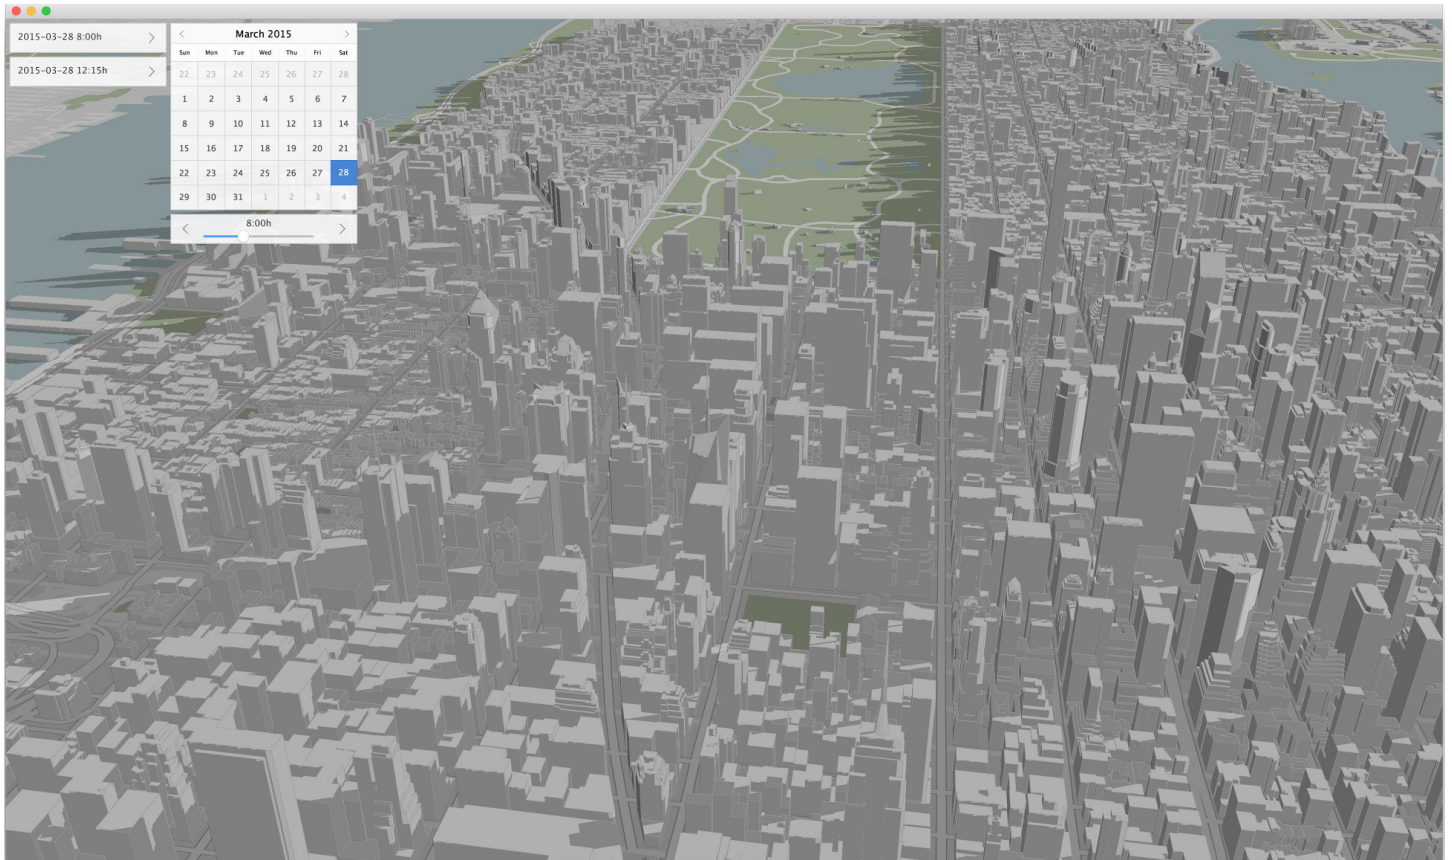 2015-03-28 8:00h
2015-03-28 12:15h
March 2015
Sun Mon Tue Wed Thu Fri Sat
22 23 24 25 26 27 28
1 2 3 4 5 6 7
8 9 10 11 12 13 14
15 16 17 18 19 20 21
22 23 24 25 26 27 28
29 30 31 1 2 3 4
8:00h